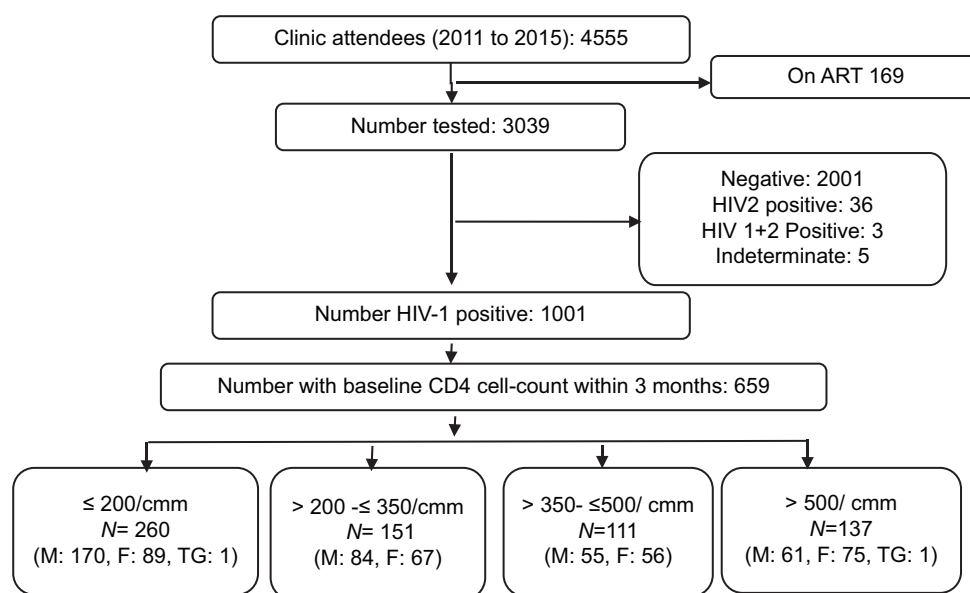 Clinic attendees (2011 to 2015): 4555
On ART 169
Number tested: 3039
Negative: 2001
HIV2 positive: 36
HIV 1+2 Positive: 3
Indeterminate: 5
Number HIV-1 positive: 1001
Number with baseline CD4 cell-count within 3 months: 659
≤ 200/cmm
N= 260
(M: 170, F: 89, TG: 1)
> 200 -≤ 350/cmm
N= 151
(M: 84, F: 67)
> 350- ≤500/ cmm
N=111
(M: 55, F: 56)
> 500/ cmm
N=137
(M: 61, F: 75, TG: 1)